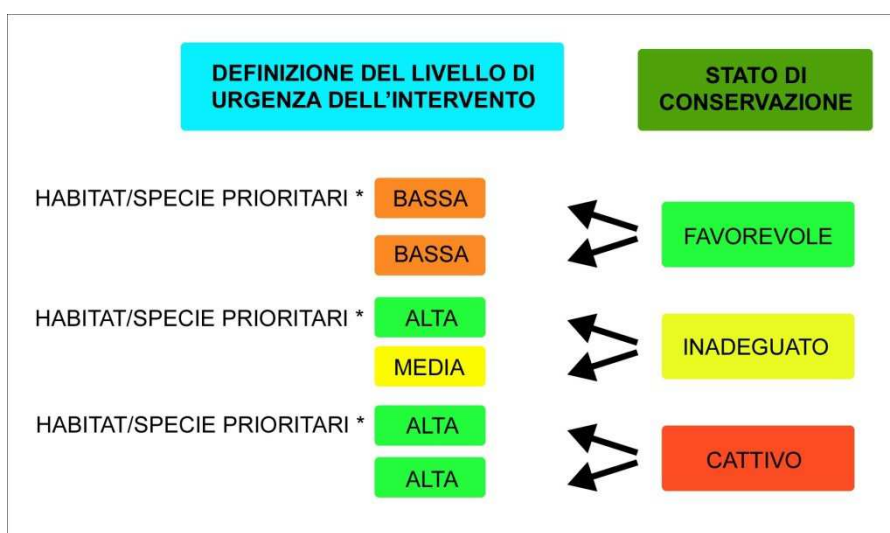 DEFINIZIONE DEL LIVELLO DI
URGENZA DELL'INTERVENTO
STATO DI
CONSERVAZIONE
HABITAT/SPECIE PRIORITARI * BASSA
BASSA
FAVOREVOLE
HABITAT/SPECIE PRIORITARI * ALTA
MEDIA
INADEGUATO
HABITAT/SPECIE PRIORITARI * ALTA
ALTA
CATTIVO